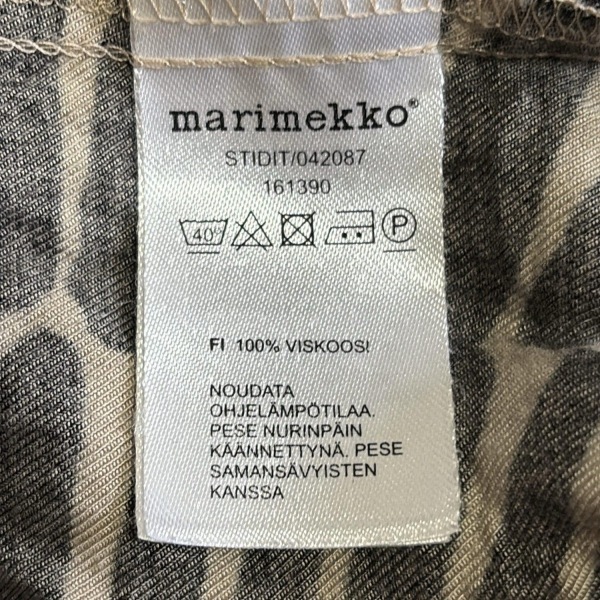 marimekko®
STIDIT/042087
161390
40° P
FI 100% VISKOOSI
NOUDATA
OHJELÄMPÖTILAA.
PESE NURINPÄIN
KÄÄNNETTYNÄ. PESE
SAMANSÄVYISTEN
KANSSA